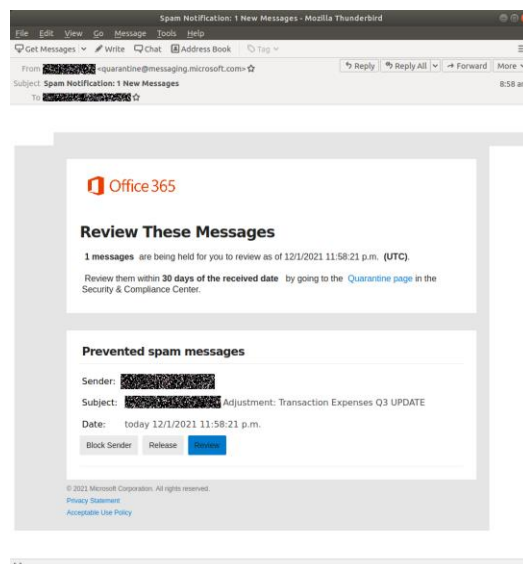 Spam Notification: 1 New Messages - Mozilla Thunderbird
File Edit View Go Message Tools Help
Get Messages Write Chat Address Book Tag
From <quarantine@messaging.microsoft.com> Reply Reply All Forward More
Subject Spam Notification: 1 New Messages 8:58 am
To
Office 365
Review These Messages
1 messages are being held for you to review as of 12/1/2021 11:58:21 p.m. (UTC).
Review them within 30 days of the received date by going to the Quarantine page in the
Security & Compliance Center.
Prevented spam messages
Sender:
Subject: Adjustment: Transaction Expenses Q3 UPDATE
Date: today 12/1/2021 11:58:21 p.m.
Block Sender Release Review
© 2021 Microsoft Corporation. All rights reserved.
Privacy Statement
Acceptable Use Policy